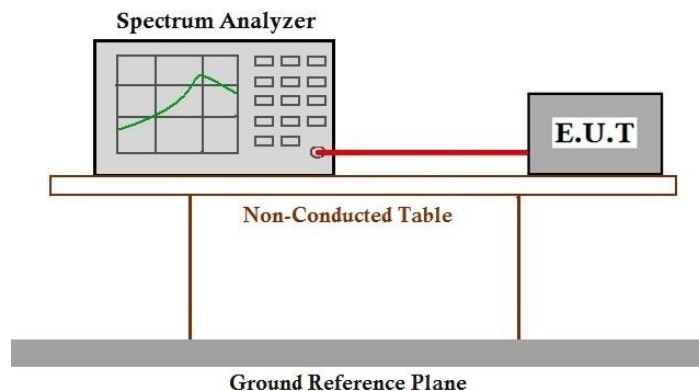 Spectrum Analyzer
E.U.T
Non-Conducted Table
Ground Reference Plane